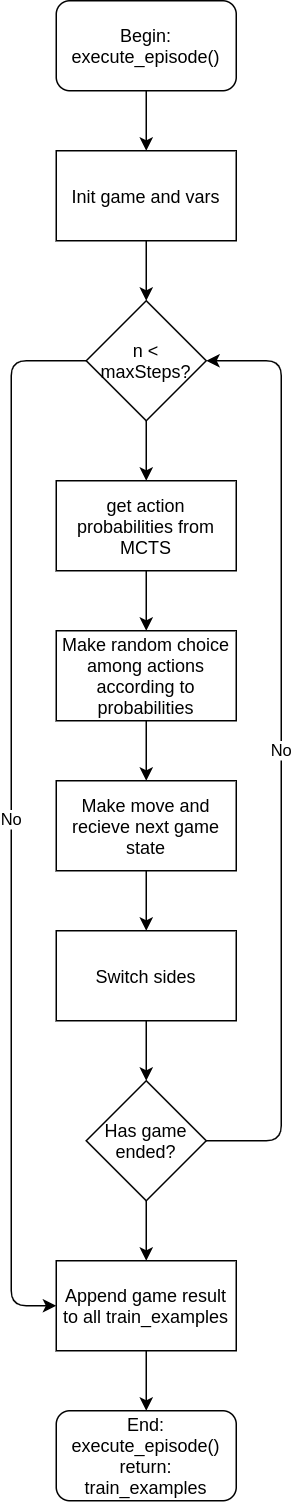 Begin:
execute_episode()
Init game and vars
n <
maxSteps?
get action
probabilities from
MCTS
Make random choice
among actions
according to
probabilities
No
Make move and
recieve next game
state
No
Switch sides
Has game
ended?
Append game result
to all train_examples
End:
execute_episode()
return:
train_examples